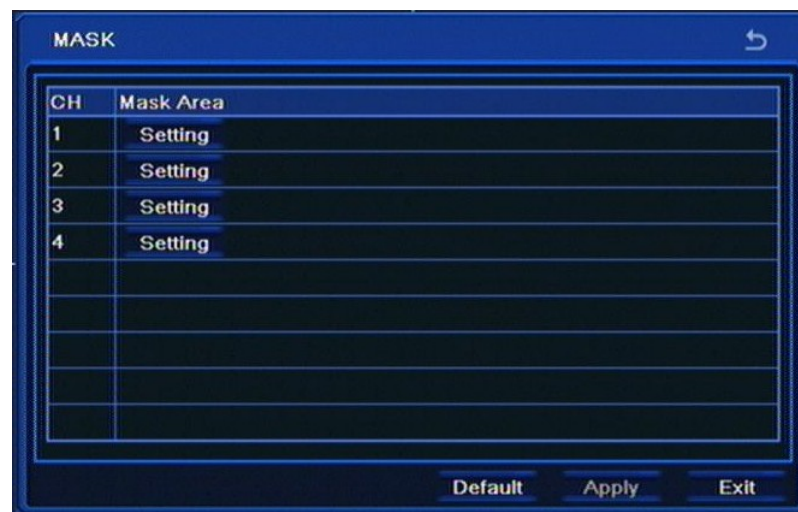 MASK
CH Mask Area
1 Setting
2 Setting
3 Setting
4 Setting
Default Apply Exit